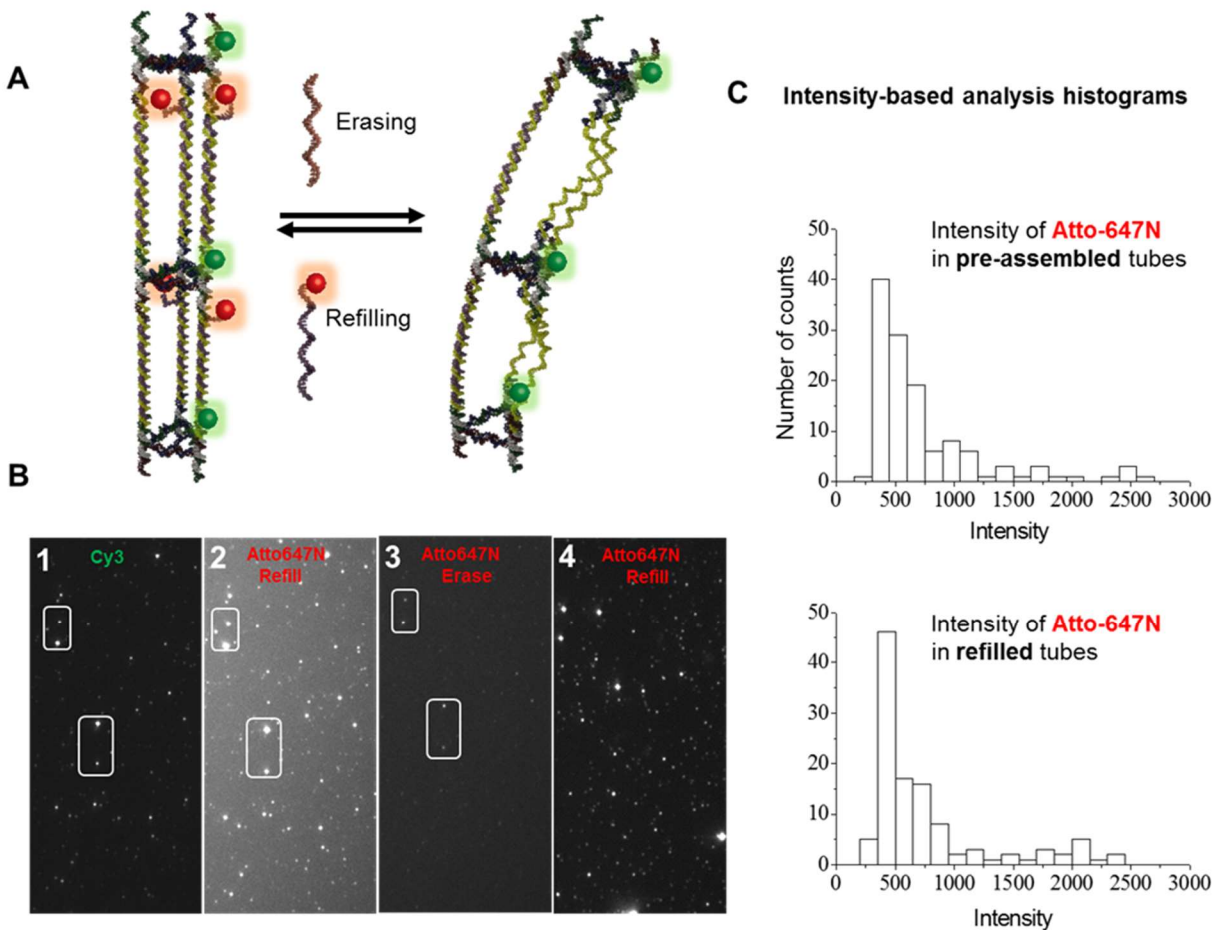 A
Erasing
Refilling
B
1
Cy3
2
Atto647N
Refill
3
Atto647N
Erase
4
Atto647N
Refill
C
Intensity-based analysis histograms
Intensity of Atto-647N
in pre-assembled tubes
Number of counts
50
40
30
20
10
0
0 500 1000 1500 2000 2500 3000
Intensity
Intensity of Atto-647N
in refilled tubes
50
40
30
20
10
0
0 500 1000 1500 2000 2500 3000
Intensity